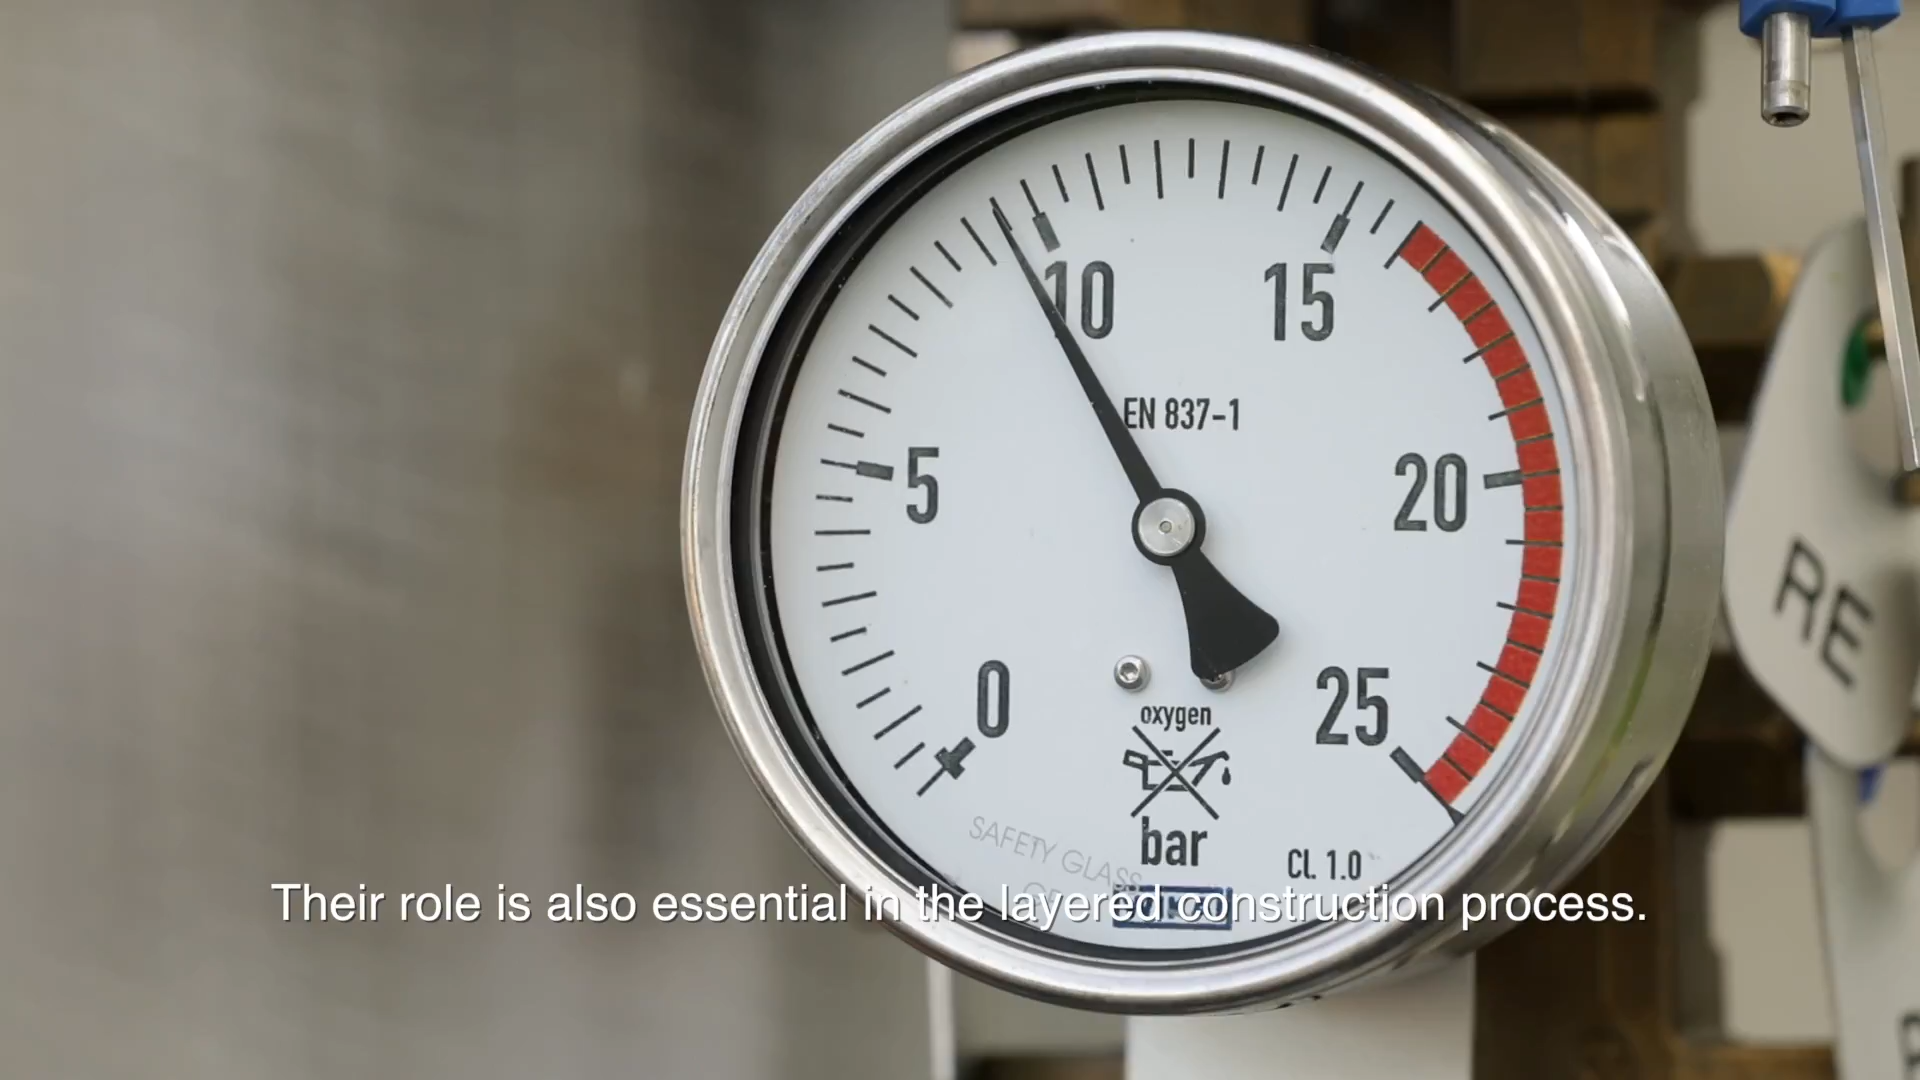 10
15
EN 837-1
5
20
0
25
oxygen
bar
SAFETY GLASS
Cl. 1.0
RE
Their role is also essential in the layered construction process.